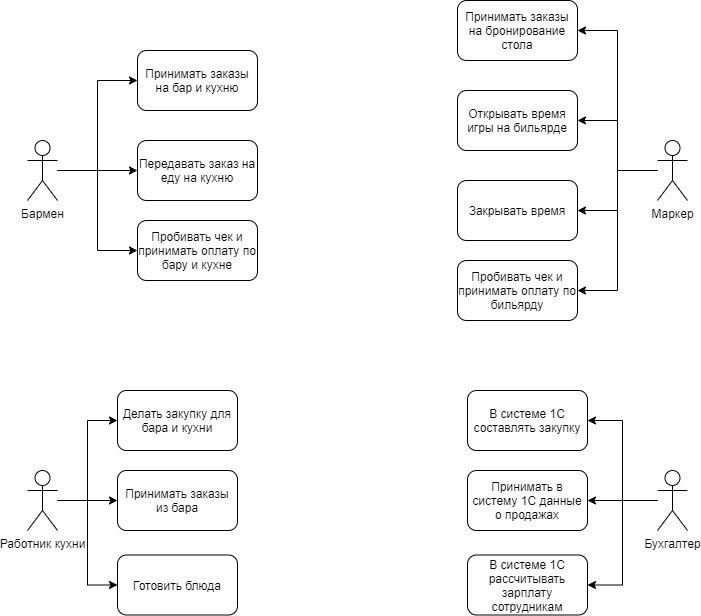 Принимать заказы
на бар и кухню
Передавать заказ на
еду на кухню
Пробивать чек и
принимать оплату по
бару и кухне
Бармен
Принимать заказы
на бронирование
стола
Открывать время
игры на бильярде
Закрывать время
Пробивать чек и
принимать оплату по
бильярду
Маркер
Делать закупку для
бара и кухни
Принимать заказы
из бара
Готовить блюда
Работник кухни
В системе 1С
составлять закупку
Принимать в
систему 1С данные
о продажах
В системе 1С
рассчитывать
зарплату
сотрудникам
Бухгалтер